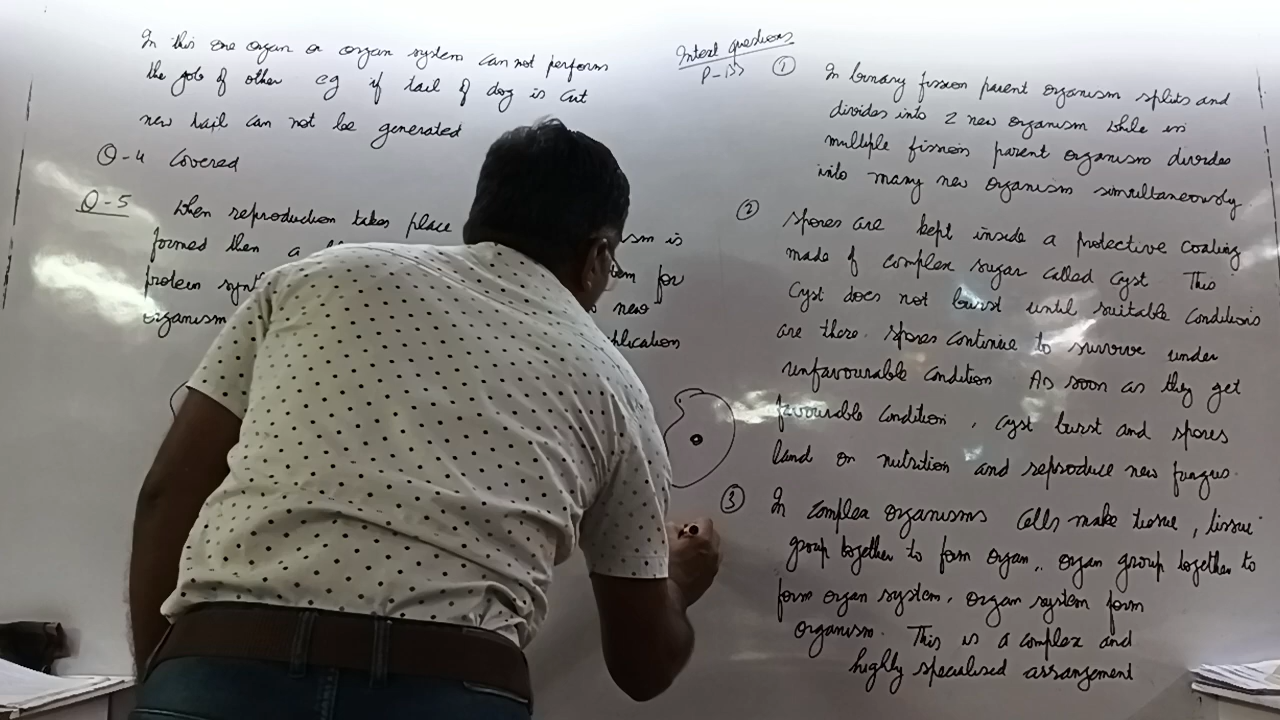 In this one organ or organ system can not perform
the job of other eg if tail of dog is cut
new tail can not be generated
Q-4 Covered
Q-5 When reproduction takes place
formed then a
protein
organism
ism is
for
new
Intext questions
P-133
① In binary fission parent organism splits and
divides into 2 new organism while in
multiple fission parent organism divides
into many new organism simultaneously
② Spores are kept inside a protective coating
made of complex sugar called cyst This
Cyst does not burst until suitable conditions
are there. Spores continue to survive under
unfavourable condition As soon as they get
favourable condition, cyst burst and spores
land on nutrition and reproduce new fungus.
③ In complex organisms cells make tissue, tissue
group together to form organ, organ group together to
form organ system, organ system form
organism. This is a complex and
highly specialised arrangement